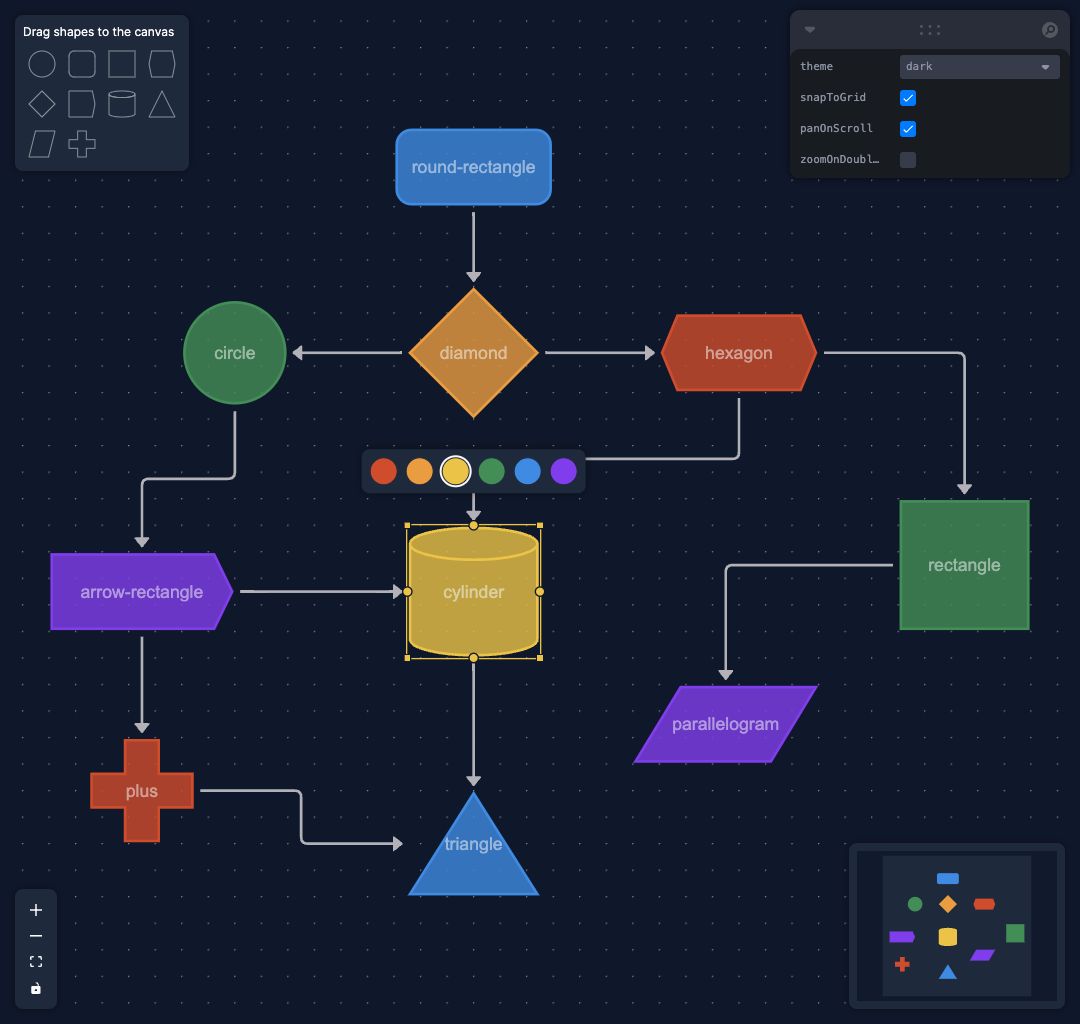 Drag shapes to the canvas
theme
dark
snapToGrid
panOnScroll
zoomOnDoubl…
round-rectangle
circle
diamond
hexagon
arrow-rectangle
cylinder
rectangle
parallelogram
plus
triangle